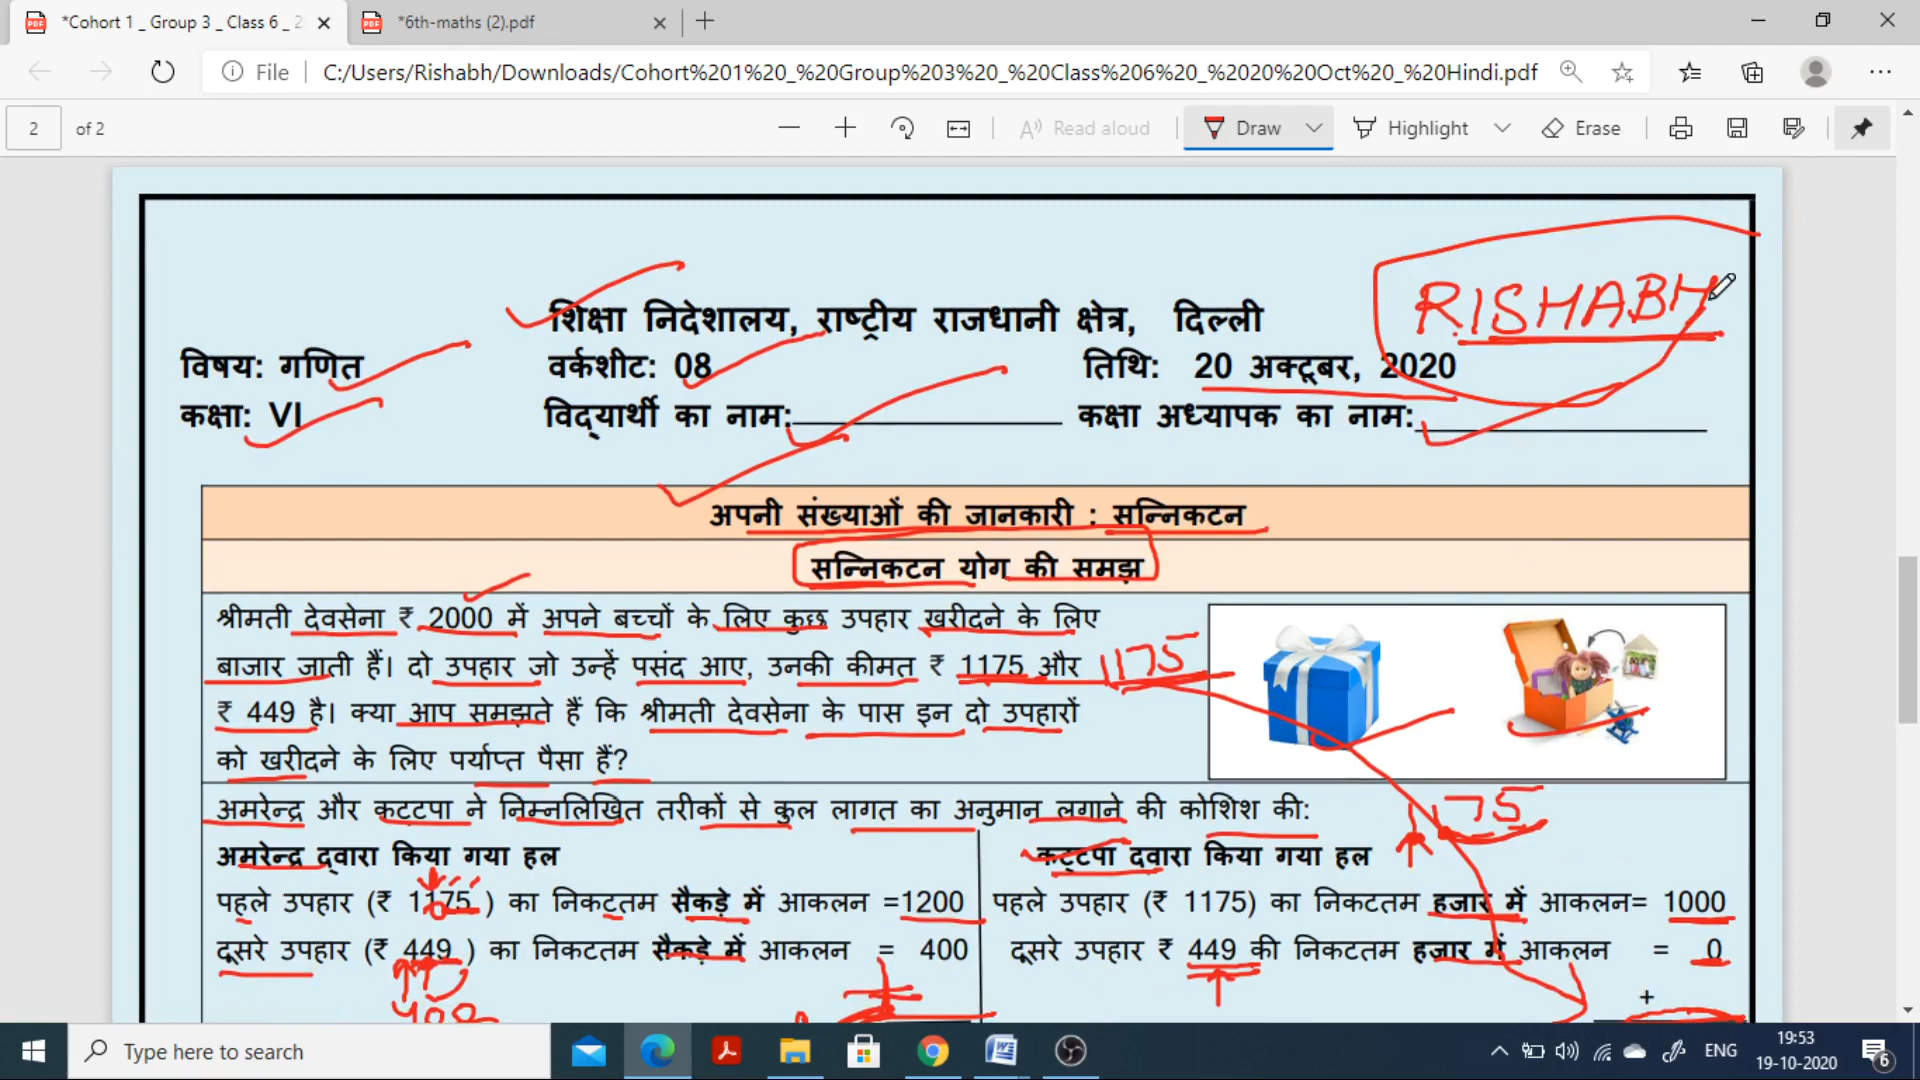 *Cohort 1 _ Group 3 _ Class 6 _ 2
*6th-maths (2).pdf
File
C:/Users/Rishabh/Downloads/Cohort%201%20_%20Group%203%20_%20Class%206%20_%2020%20Oct%20_%20Hindi.pdf
2 of 2
Read aloud
Draw
Highlight
Erase
RISHABH
शिक्षा निदेशालय, राष्ट्रीय राजधानी क्षेत्र, दिल्ली
विषय: गणित वर्कशीट: 08 तिथि: 20 अक्टूबर, 2020
कक्षा: VI विद्यार्थी का नाम: कक्षा अध्यापक का नाम:
अपनी संख्याओं की जानकारी : सन्निकटन
सन्निकटन योग की समझ
श्रीमती देवसेना ₹ 2000 में अपने बच्चों के लिए कुछ उपहार खरीदने के लिए
बाजार जाती हैं। दो उपहार जो उन्हें पसंद आए, उनकी कीमत ₹ 1175 और
1175
₹ 449 है। क्या आप समझते हैं कि श्रीमती देवसेना के पास इन दो उपहारों
को खरीदने के लिए पर्याप्त पैसा हैं?
अमरेन्द्र और कट्टपा ने निम्नलिखित तरीकों से कुल लागत का अनुमान लगाने की कोशिश की:
1175
अमरेन्द्र द्वारा किया गया हल
पहले उपहार (₹ 1175 ) का निकटतम सैकड़े में आकलन =1200
दूसरे उपहार (₹ 449 ) का निकटतम सैकड़े में आकलन = 400
400
कट्टपा द्वारा किया गया हल
पहले उपहार (₹ 1175) का निकटतम हजार में आकलन= 1000
दूसरे उपहार ₹ 449 की निकटतम हजार में आकलन = 0
+
Type here to search
ENG
19:53
19-10-2020
6